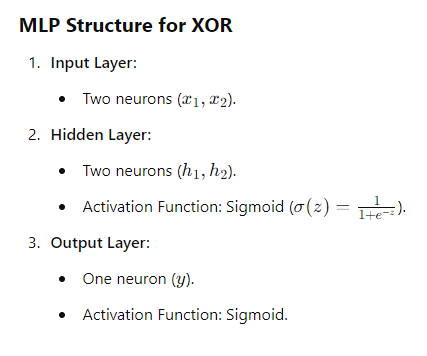 MLP Structure for XOR
1. Input Layer:
• Two neurons (x₁, x₂).
2. Hidden Layer:
• Two neurons (h₁, h₂).
• Activation Function: Sigmoid (σ(z) = 1/(1+e⁻ᶻ)).
3. Output Layer:
• One neuron (y).
• Activation Function: Sigmoid.